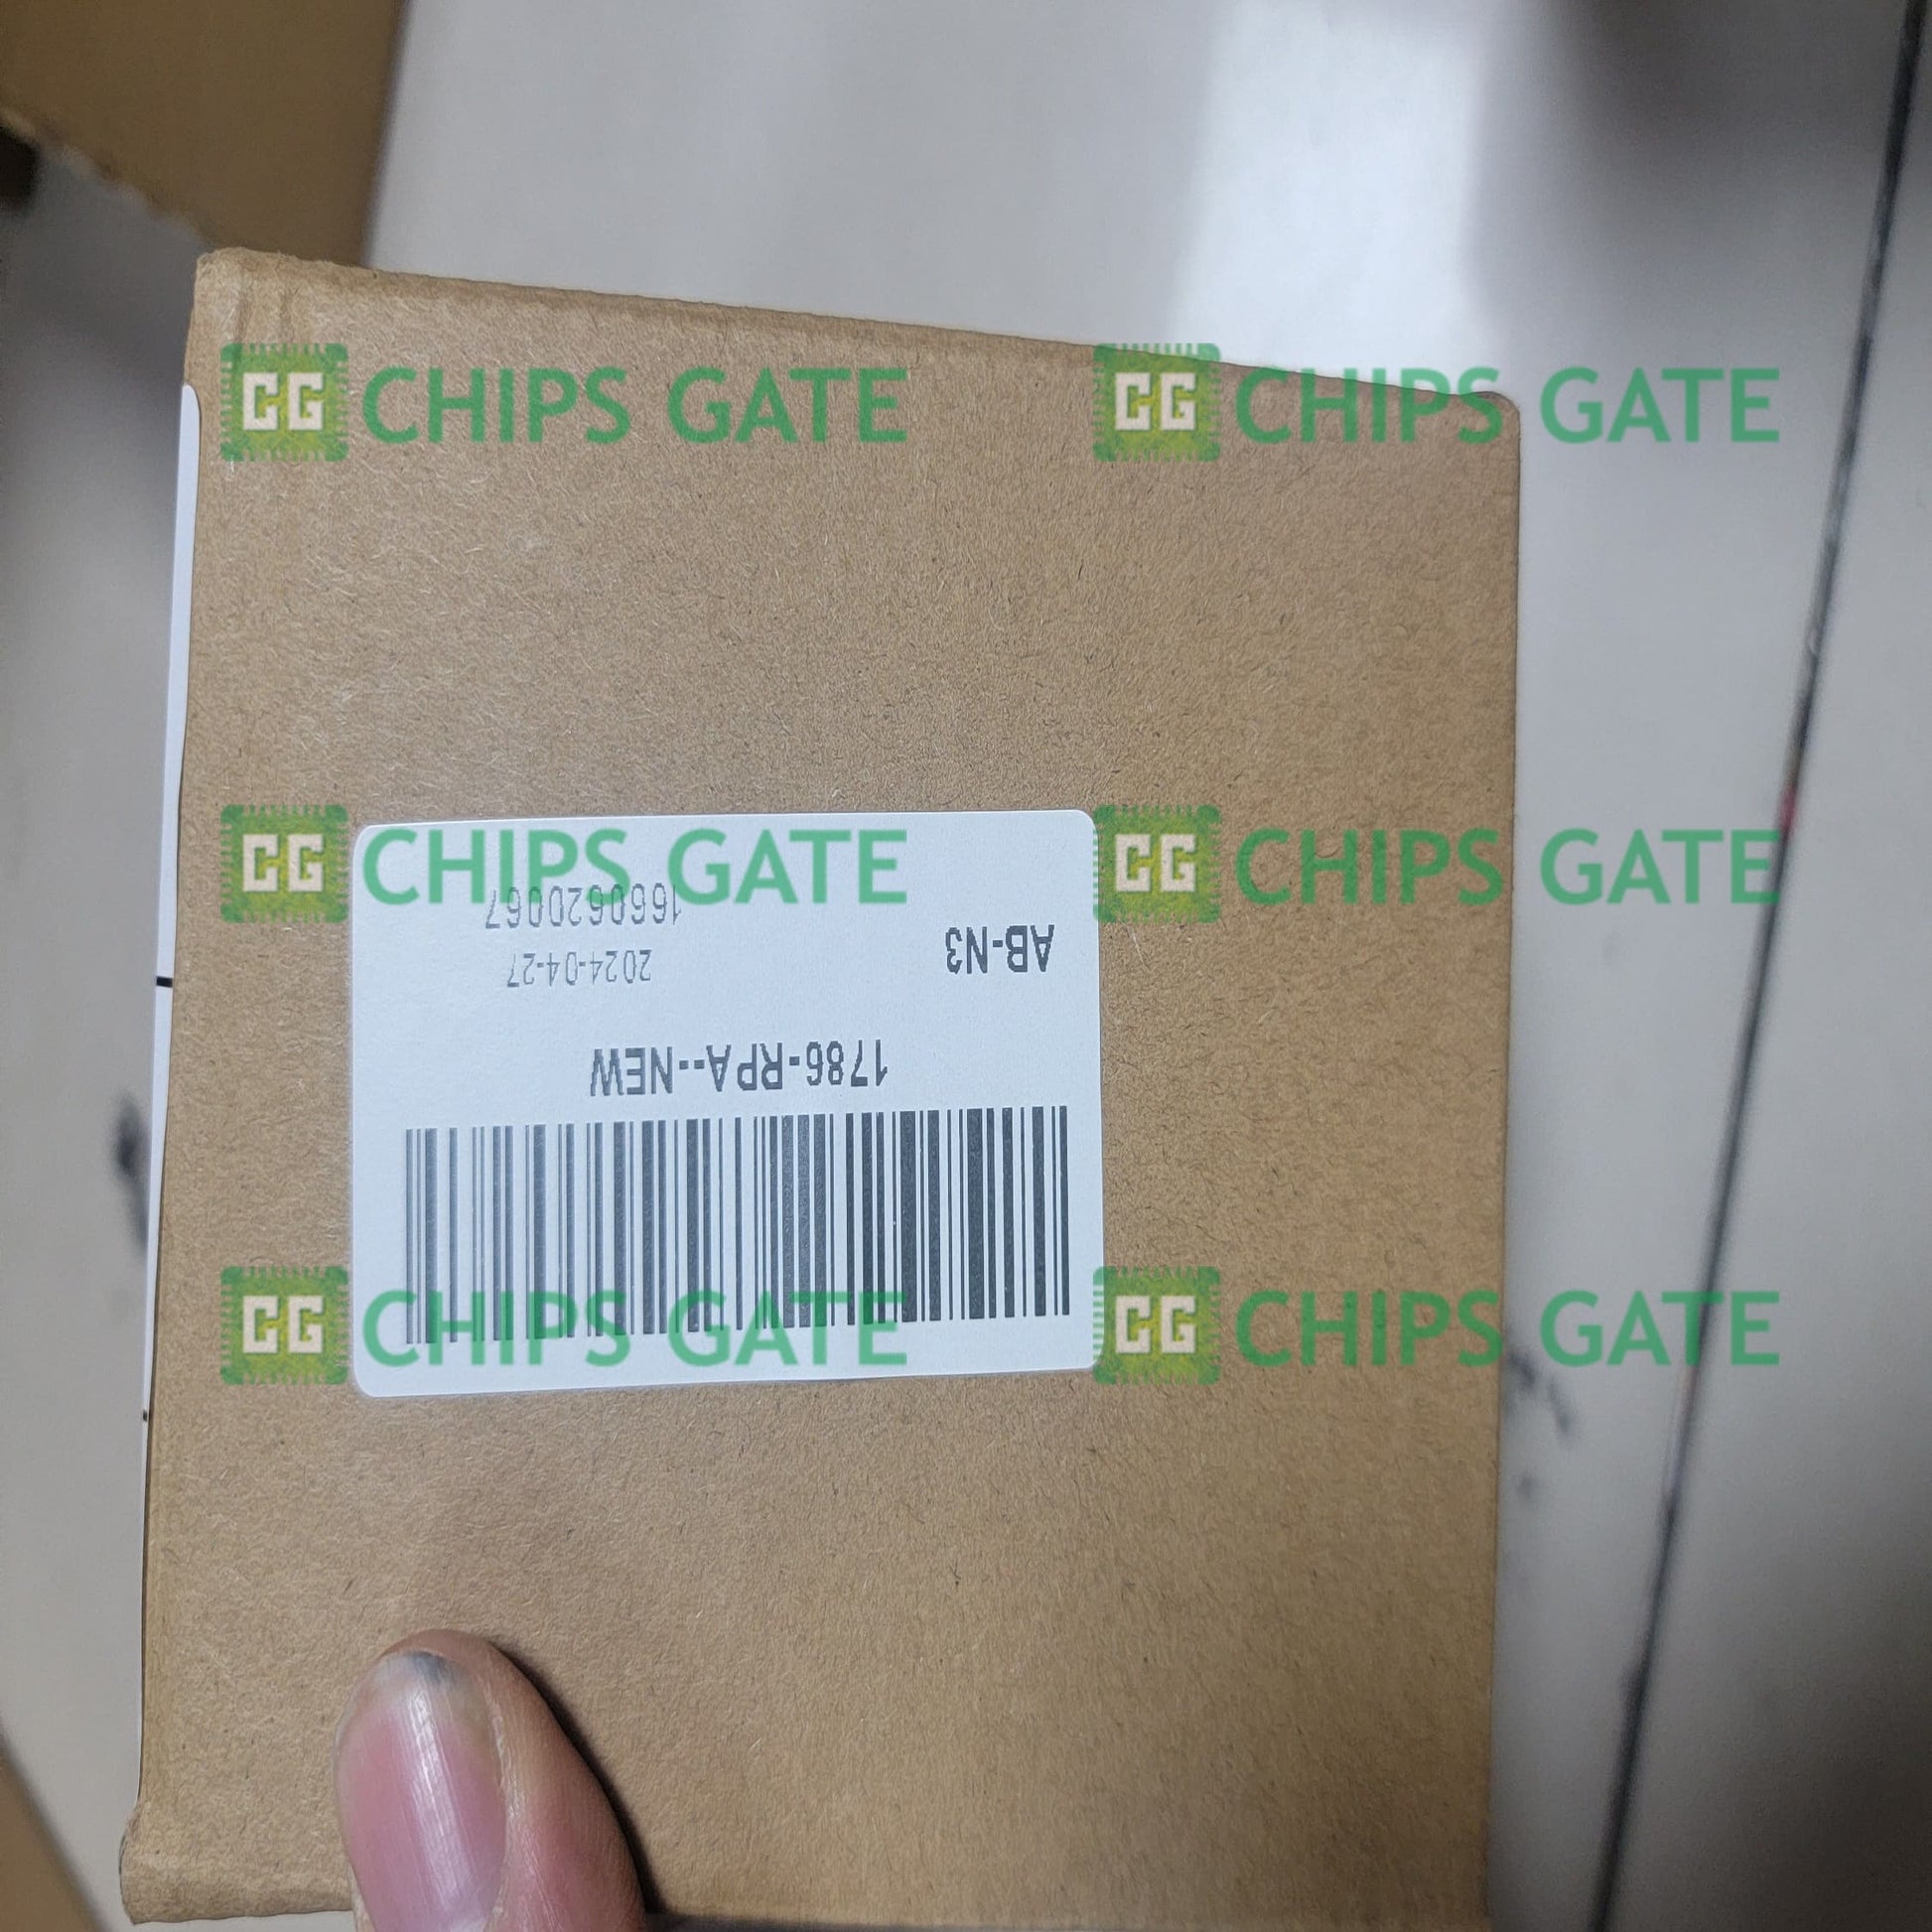 CG CHIPS GATE CG CHIPS GATE
CG CHIPS GATE CG CHIPS GATE
CG CHIPS GATE CG CHIPS GATE
1786-RPA--NEW
AB-N3 2024-04-27
1660620067